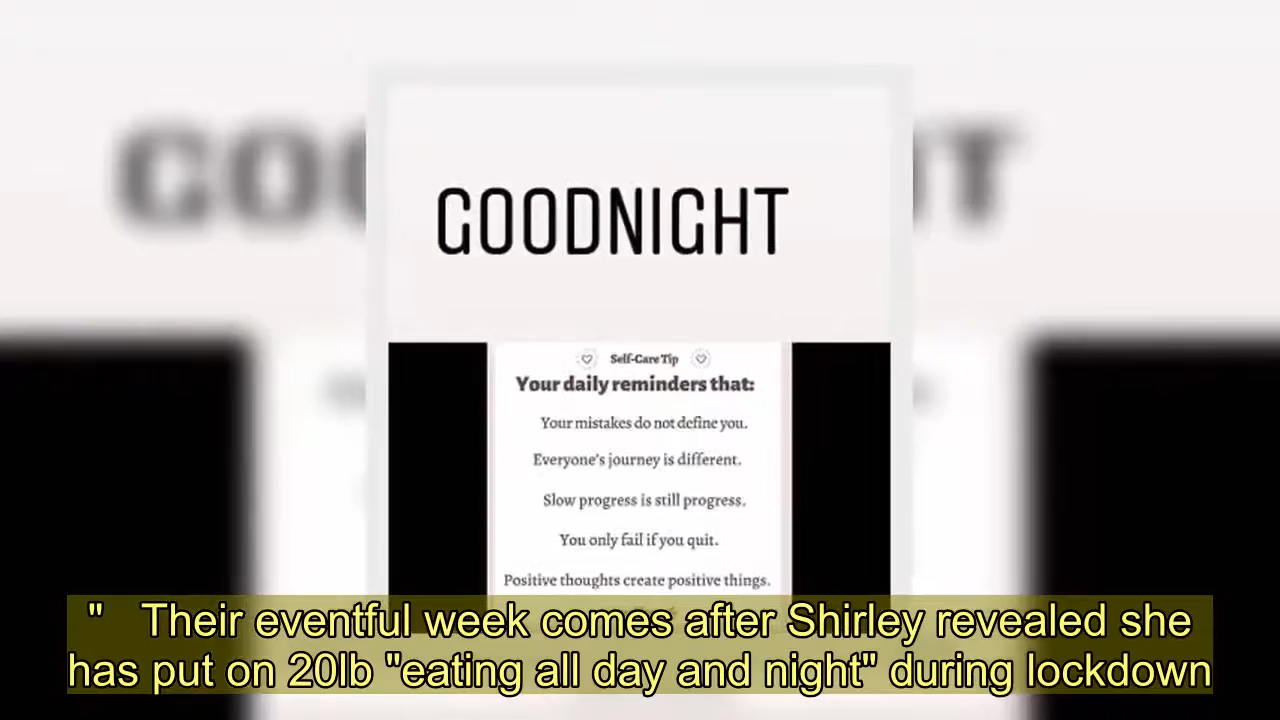 GOODNIGHT
Self-Care Tip
Your daily reminders that:
Your mistakes do not define you.
Everyone's journey is different.
Slow progress is still progress.
You only fail if you quit.
Positive thoughts create positive things.
" Their eventful week comes after Shirley revealed she
has put on 20lb "eating all day and night" during lockdown